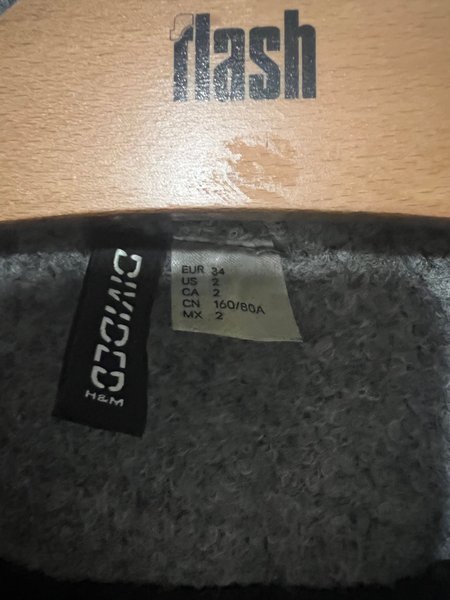 flash
DIVIDED
H&M
EUR 34
US 2
CA 2
CN 160/80A
MX 2